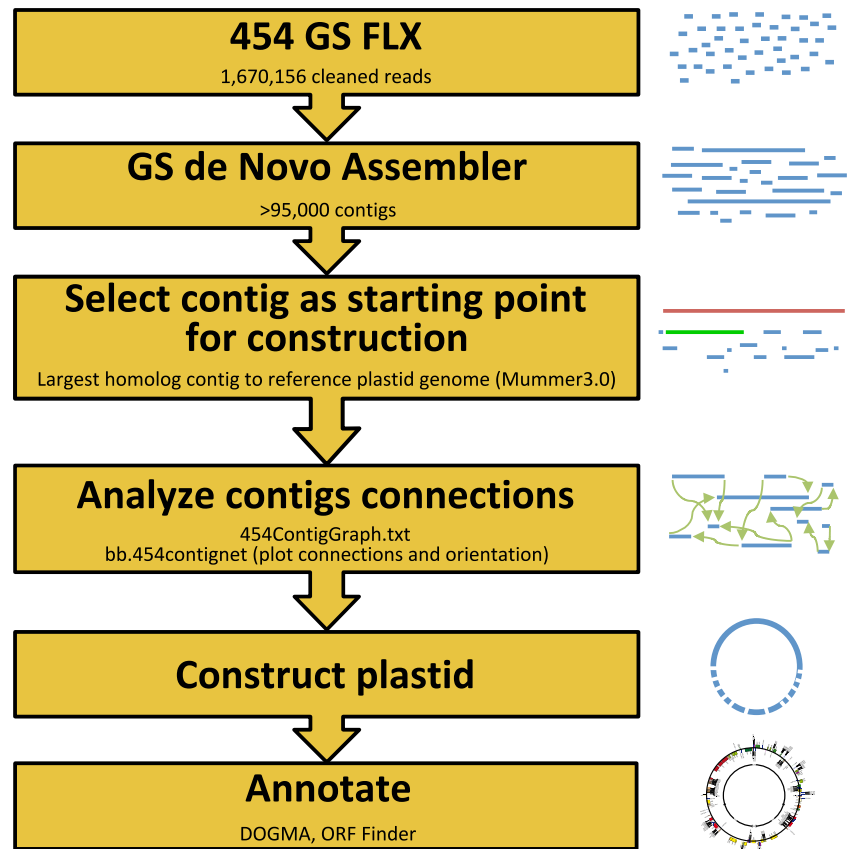 454 GS FLX
1,670,156 cleaned reads
GS de Novo Assembler
>95,000 contigs
Select contig as starting point
for construction
Largest homolog contig to reference plastid genome (Mummer3.0)
Analyze contigs connections
454ContigGraph.txt
bb.454contignet (plot connections and orientation)
Construct plastid
Annotate
DOGMA, ORF Finder